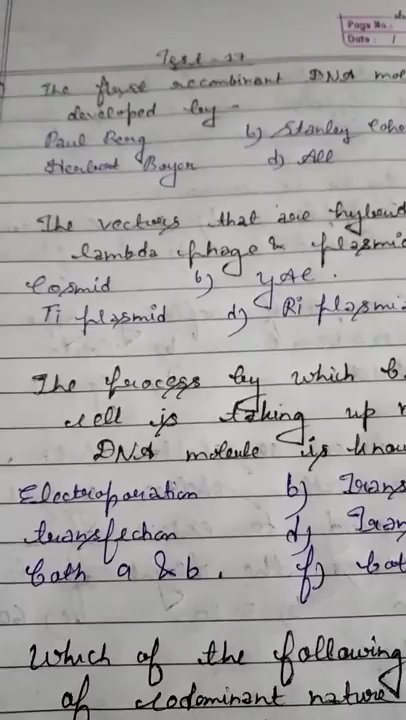 Page No.:
Date: /
Test - 17
The first recombinant DNA mol
developed by -
Paul Berg b) Stanley Cohe
Herbert Boyer d) All
The vectors that are hybrid
lambda phage & plasmid
Cosmid b) YAC.
Ti plasmid d) Ri plasmi
The process by which b
cell is taking up
DNA molecule is know
Electroporation b) Trans
transfection d) Tran
Both a & b. f) bot
Which of the following
of codominant nature